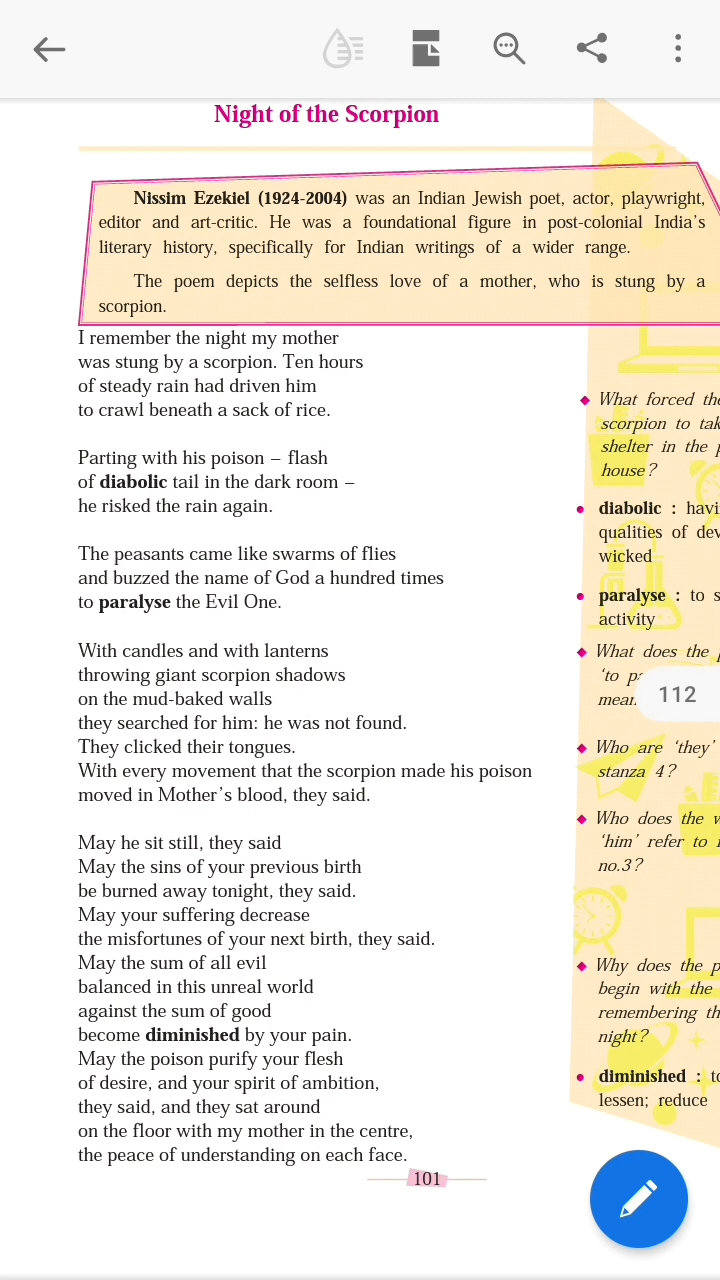 Night of the Scorpion
Nissim Ezekiel (1924-2004) was an Indian Jewish poet, actor, playwright,
editor and art-critic. He was a foundational figure in post-colonial India's
literary history, specifically for Indian writings of a wider range.
The poem depicts the selfless love of a mother, who is stung by a
scorpion.
I remember the night my mother
was stung by a scorpion. Ten hours
of steady rain had driven him
to crawl beneath a sack of rice.
Parting with his poison – flash
of diabolic tail in the dark room –
he risked the rain again.
The peasants came like swarms of flies
and buzzed the name of God a hundred times
to paralyse the Evil One.
With candles and with lanterns
throwing giant scorpion shadows
on the mud-baked walls
they searched for him: he was not found.
They clicked their tongues.
With every movement that the scorpion made his poison
moved in Mother's blood, they said.
May he sit still, they said
May the sins of your previous birth
be burned away tonight, they said.
May your suffering decrease
the misfortunes of your next birth, they said.
May the sum of all evil
balanced in this unreal world
against the sum of good
become diminished by your pain.
May the poison purify your flesh
of desire, and your spirit of ambition,
they said, and they sat around
on the floor with my mother in the centre,
the peace of understanding on each face.
What forced
scorpion to
shelter in the
house?
diabolic :
qualities of
wicked
paralyse : to
activity
What does the
'to
112
Who are 'they'
stanza 4?
Who does the
'him' refer to
no.3?
Why does the
begin with the
remembering
night?
diminished :
lessen; reduce
101